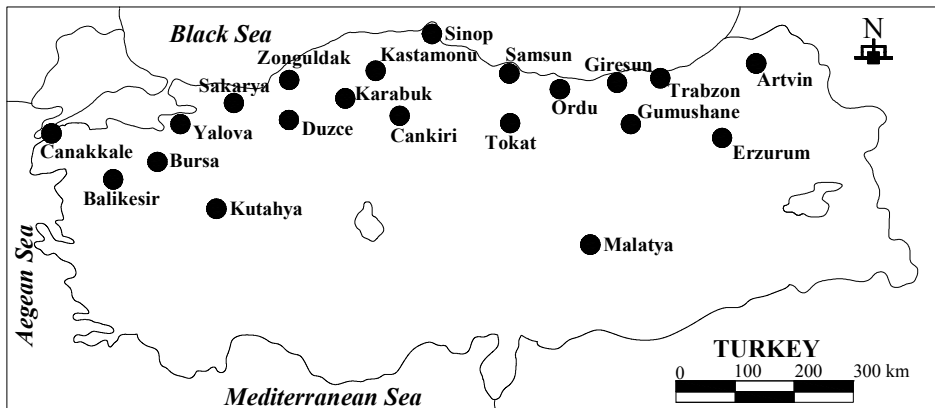 Black Sea
Sinop
N
Zonguldak
Kastamonu
Samsun
Giresun
Artvin
Sakarya
Karabuk
Ordu
Trabzon
Yalova
Duzce
Cankiri
Tokat
Gumushane
Canakkale
Bursa
Erzurum
Balikesir
Kutahya
Malatya
Aegean Sea
TURKEY
0 100 200 300 km
Mediterranean Sea